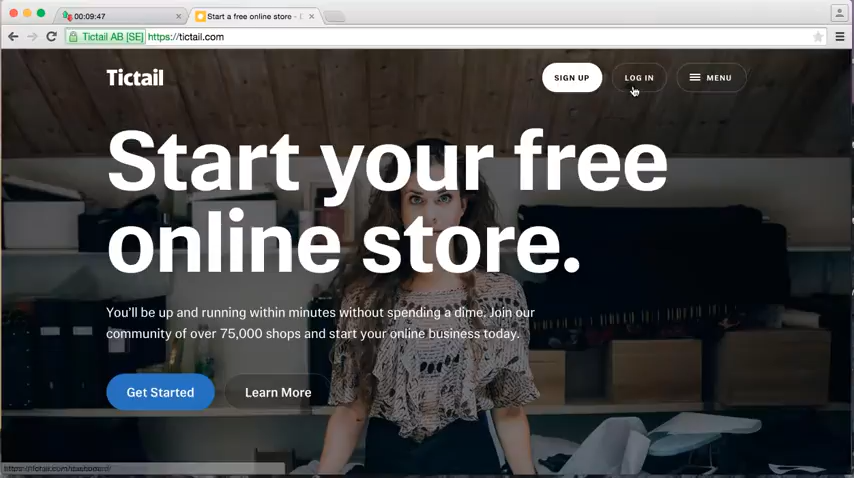 00:09:47
Start a free online store -
Tictail AB [SE]
https://tictail.com
Tictail
SIGN UP
LOG IN
MENU
Start your free
online store.
You'll be up and running within minutes without spending a dime. Join our
community of over 75,000 shops and start your online business today.
Get Started
Learn More